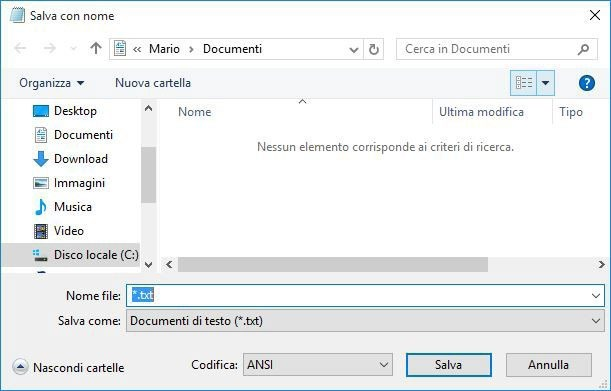 Salva con nome
« Mario › Documenti
Cerca in Documenti
Organizza Nuova cartella ?
Desktop
Documenti
Download
Immagini
Musica
Video
Disco locale (C:)
Nome Ultima modifica Tipo
Nessun elemento corrisponde ai criteri di ricerca.
Nome file: *.txt
Salva come: Documenti di testo (*.txt)
Nascondi cartelle Codifica: ANSI Salva Annulla